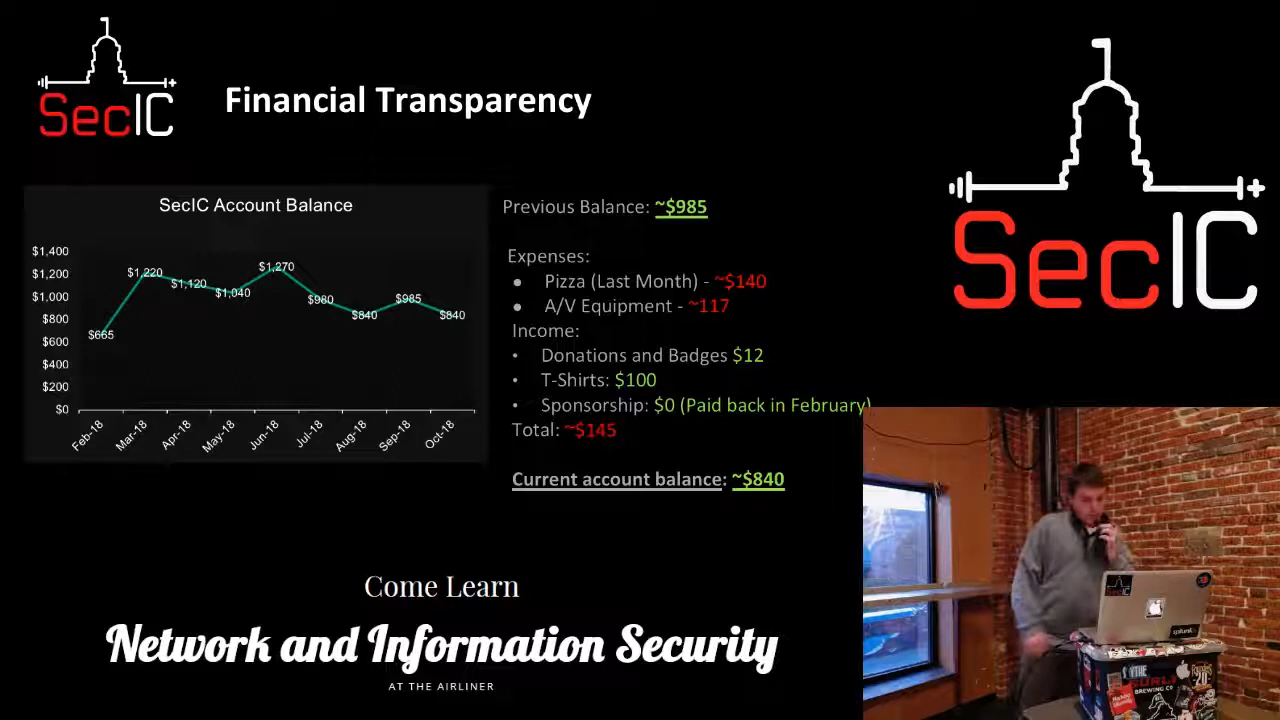 SecIC
Financial Transparency
SecIC
SecIC Account Balance
$1,400
$1,200
$1,000
$800
$600
$400
$200
$0
$665
$1,220
$1,120
$1,040
$1,270
$980
$840
$985
$840
Feb-18
Mar-18
Apr-18
May-18
Jun-18
Jul-18
Aug-18
Sep-18
Oct-18
Previous Balance: ~$985
Expenses:
● Pizza (Last Month) - ~$140
● A/V Equipment - ~117
Income:
• Donations and Badges $12
• T-Shirts: $100
• Sponsorship: $0 (Paid back in February)
Total: ~$145
Current account balance: ~$840
Come Learn
Network and Information Security
AT THE AIRLINER
SecIC
splunk>
BREWING CO